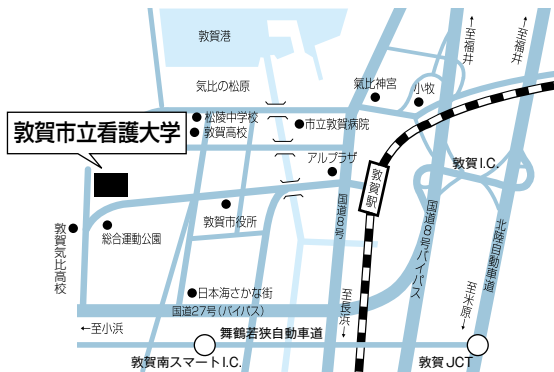 敦賀港
←至福井
←至福井
気比の松原
氣比神宮
小牧
松陵中学校
敦賀高校
市立敦賀病院
敦賀市立看護大学
アルプラザ
敦賀I.C.
敦賀駅
敦賀市役所
総合運動公園
敦賀気比高校
国道8号
国道8号バイパス
北陸自動車道
日本海さかな街
国道27号(バイパス)
至長浜→
至米原→
←至小浜
舞鶴若狭自動車道
敦賀南スマートI.C.
敦賀JCT